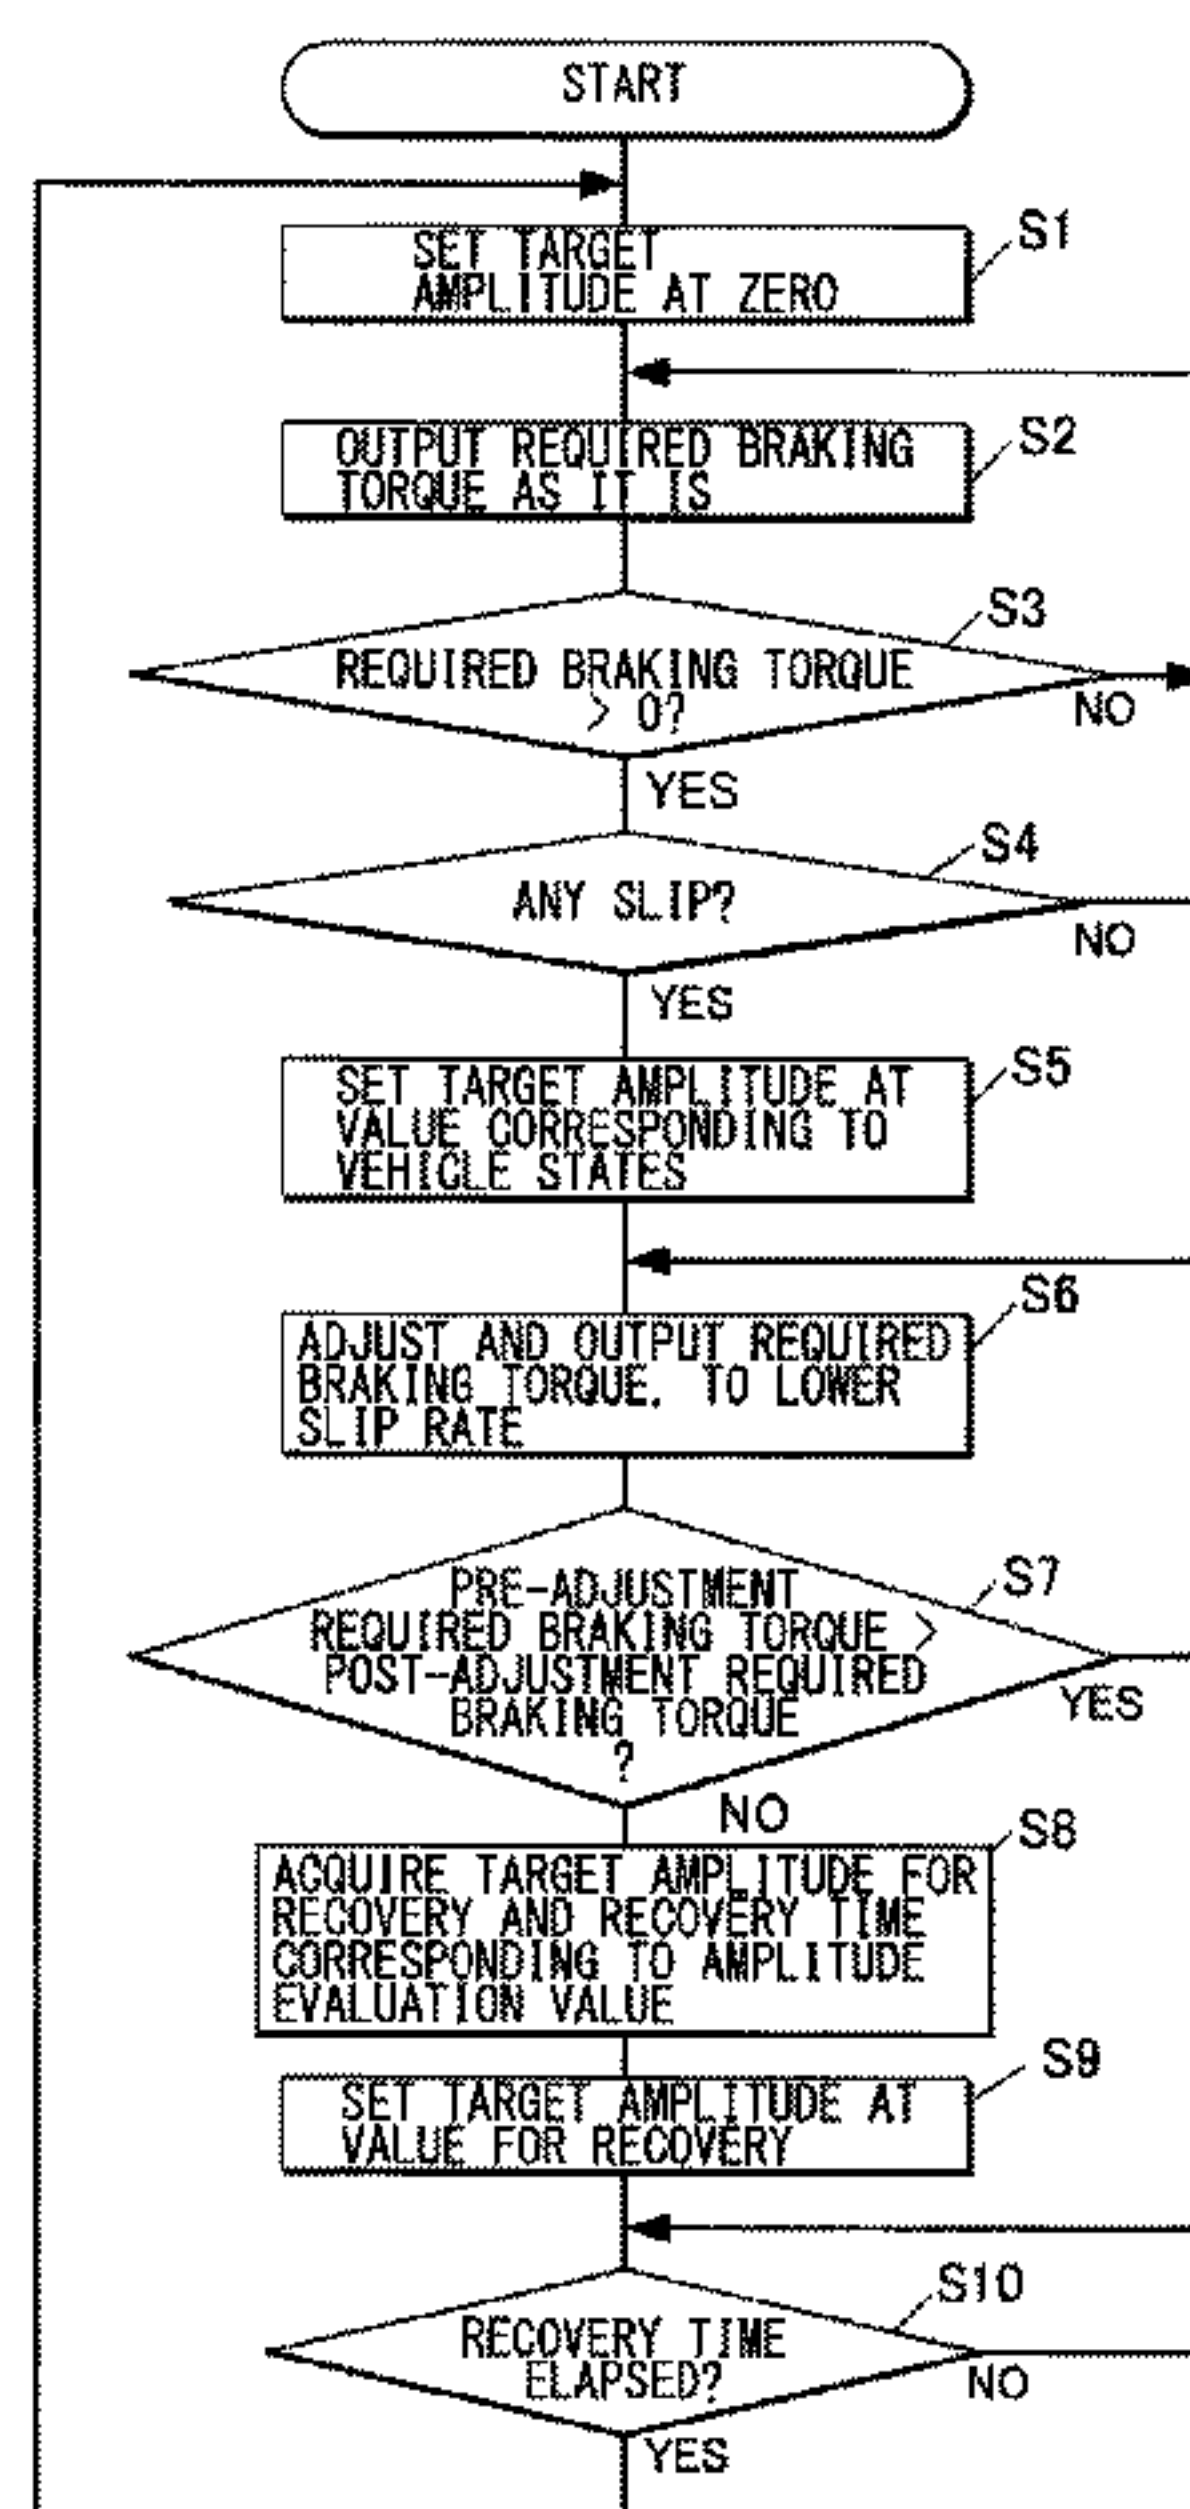 START
S1
SET TARGET
AMPLITUDE AT ZERO
S2
OUTPUT REQUIRED BRAKING
TORQUE AS IT IS
S3
REQUIRED BRAKING TORQUE
> 0?
NO
YES
S4
ANY SLIP?
NO
YES
S5
SET TARGET AMPLITUDE AT
VALUE CORRESPONDING TO
VEHICLE STATES
S6
ADJUST AND OUTPUT REQUIRED
BRAKING TORQUE, TO LOWER
SLIP RATE
S7
PRE-ADJUSTMENT
REQUIRED BRAKING TORQUE >
POST-ADJUSTMENT REQUIRED
BRAKING TORQUE
?
YES
NO
S8
ACQUIRE TARGET AMPLITUDE FOR
RECOVERY AND RECOVERY TIME
CORRESPONDING TO AMPLITUDE
EVALUATION VALUE
S9
SET TARGET AMPLITUDE AT
VALUE FOR RECOVERY
S10
RECOVERY TIME
ELAPSED?
NO
YES